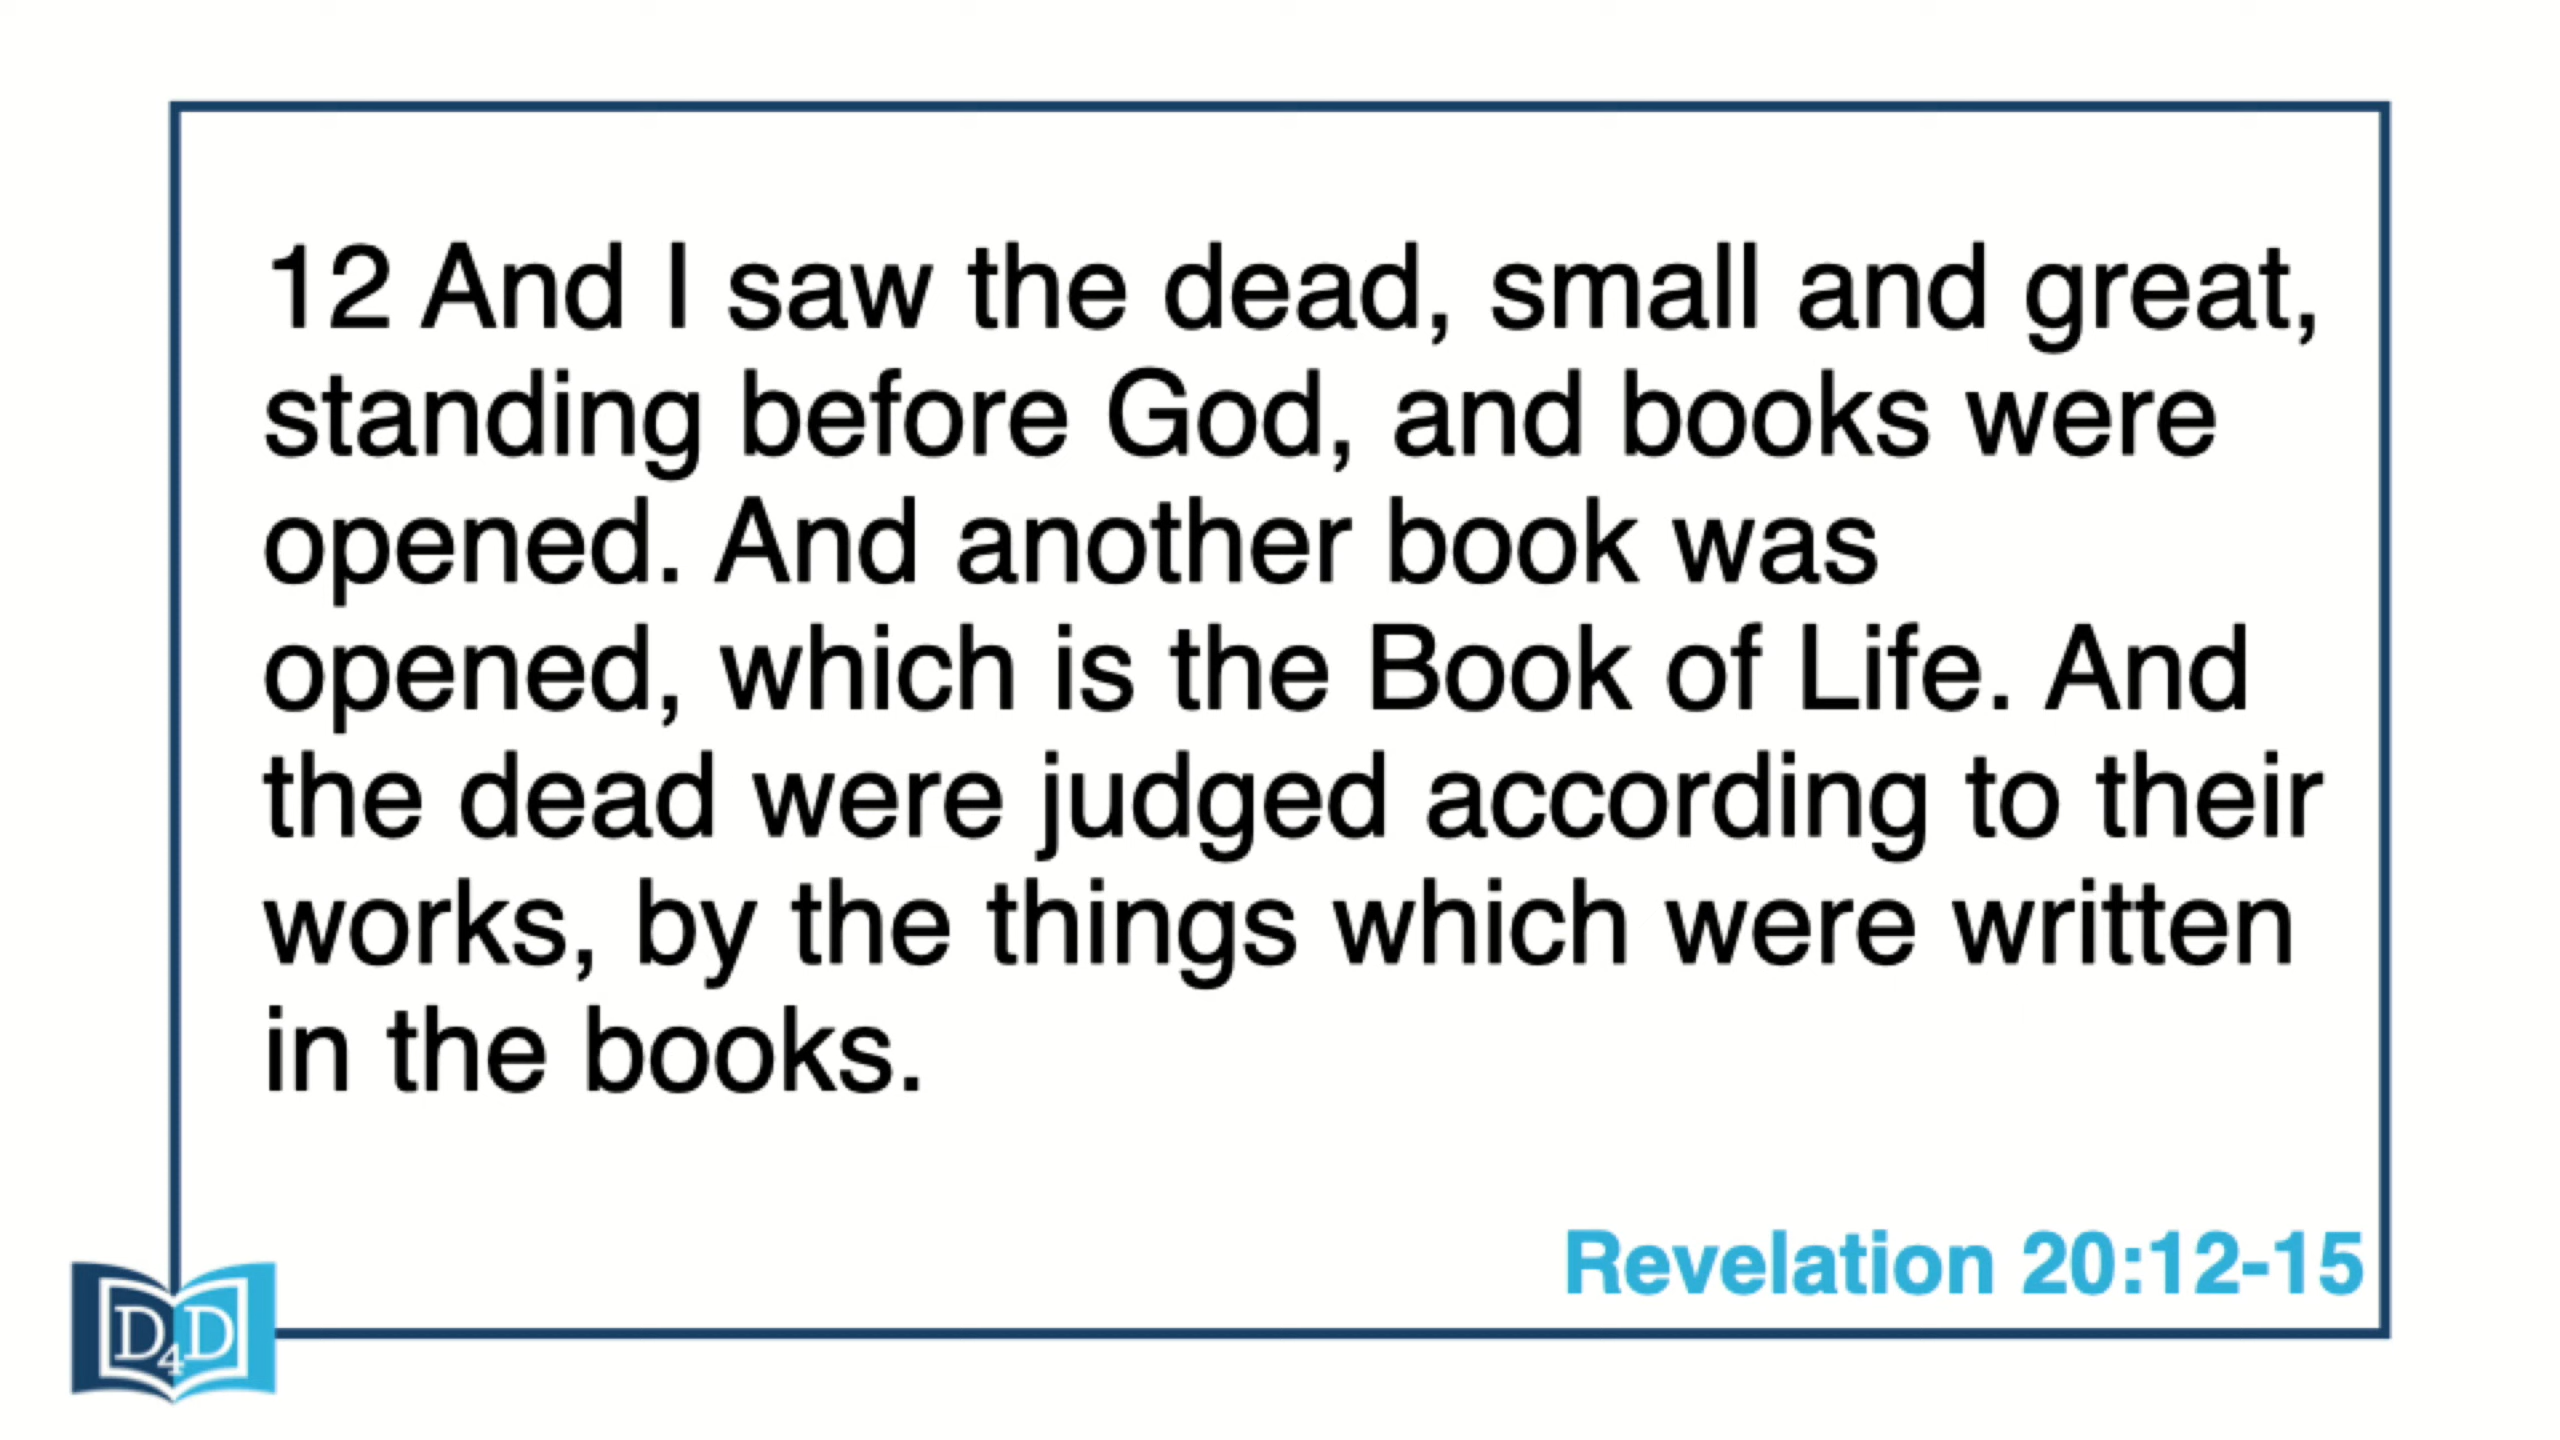 12 And I saw the dead, small and great,
standing before God, and books were
opened. And another book was
opened, which is the Book of Life. And
the dead were judged according to their
works, by the things which were written
in the books.
Revelation 20:12-15
D4D